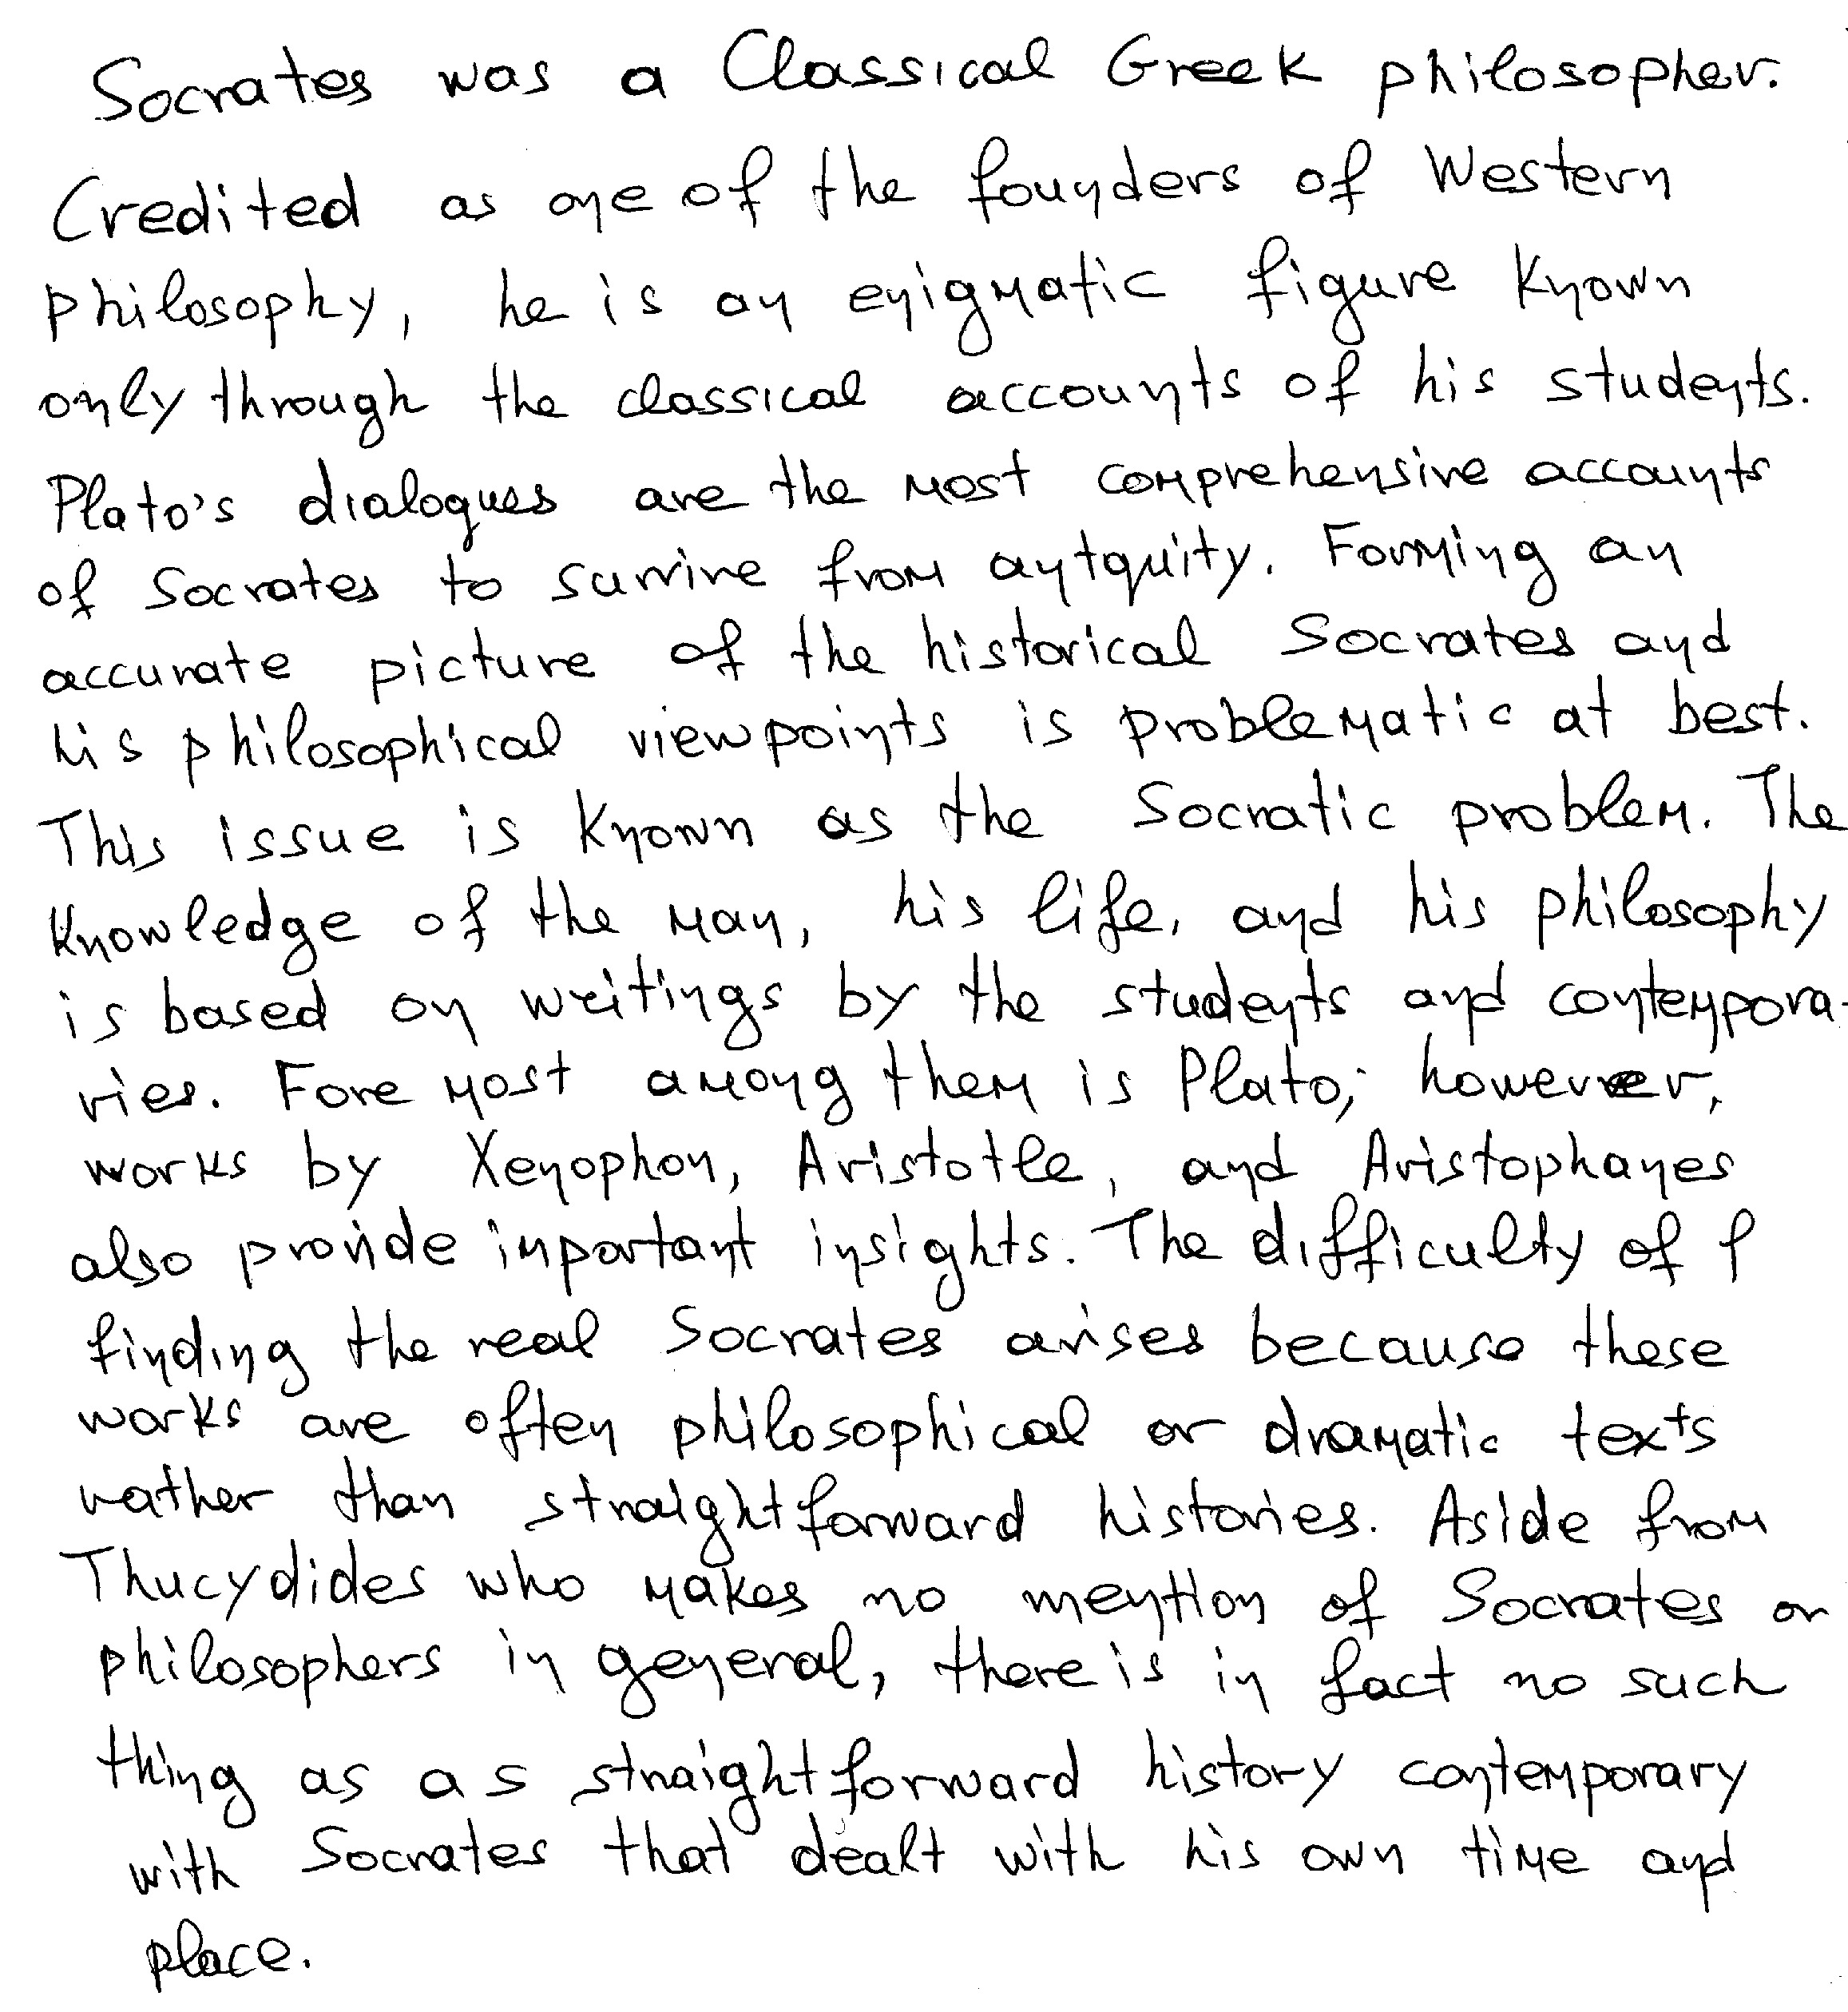 Socrates was a Classical Greek philosopher.
Credited as one of the founders of Western
philosophy, he is an enigmatic figure known
only through the classical accounts of his students.
Plato's dialogues are the most comprehensive accounts
of Socrates to survive from antquity. Forming an
accurate picture of the historical Socrates and
his philosophical viewpoints is problematic at best.
This issue is known as the Socratic problem. The
knowledge of the man, his life, and his philosophy
is based on writings by the students and contempora-
ries. Fore most among them is Plato; however,
works by Xenophon, Aristotle, and Aristophanes
also provide important insights. The difficulty of f
finding the real Socrates arises because these
works are often philosophical or dramatic texts
rather than straightforward histories. Aside from
Thucydides who makes no mention of Socrates or
philosophers in general, there is in fact no such
thing as a s straightforward history contemporary
with Socrates that dealt with his own time and
place.